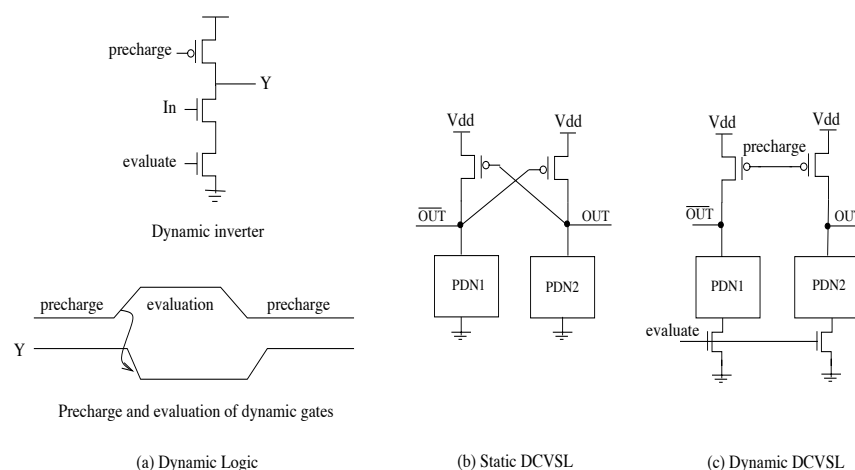 precharge
Y
In
evaluate
Dynamic inverter
precharge evaluation precharge
Y
Precharge and evaluation of dynamic gates
(a) Dynamic Logic
Vdd Vdd
OUT OUT
PDN1 PDN2
(b) Static DCVSL
Vdd Vdd
precharge
OUT OU
PDN1 PDN2
evaluate
(c) Dynamic DCVSL